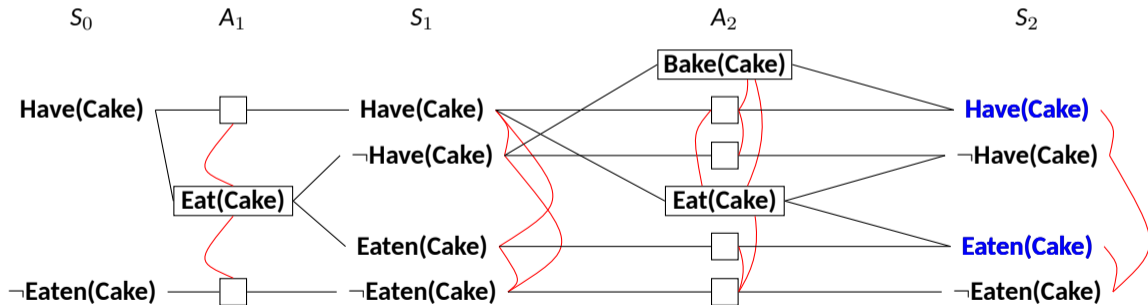 S₀ A₁ S₁ A₂ S₂
Bake(Cake)
Have(Cake) Have(Cake) Have(Cake)
¬Have(Cake) ¬Have(Cake)
Eat(Cake) Eat(Cake)
Eaten(Cake) Eaten(Cake)
¬Eaten(Cake) ¬Eaten(Cake) ¬Eaten(Cake)